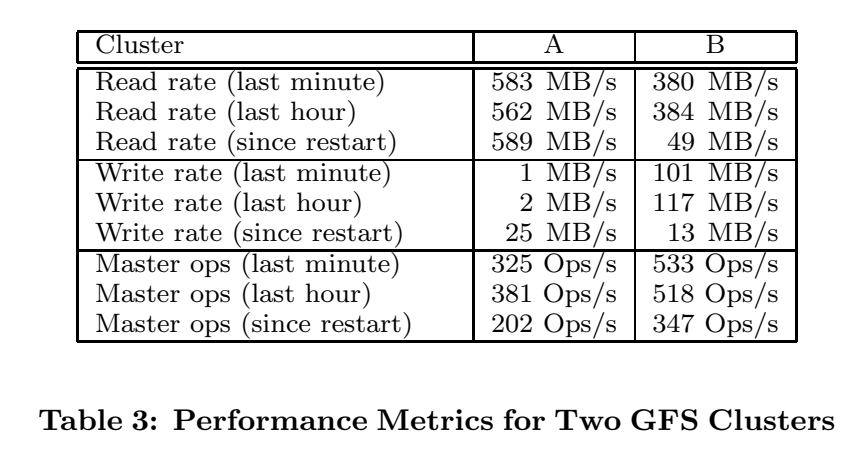 Cluster A B
Read rate (last minute) 583 MB/s 380 MB/s
Read rate (last hour) 562 MB/s 384 MB/s
Read rate (since restart) 589 MB/s 49 MB/s
Write rate (last minute) 1 MB/s 101 MB/s
Write rate (last hour) 2 MB/s 117 MB/s
Write rate (since restart) 25 MB/s 13 MB/s
Master ops (last minute) 325 Ops/s 533 Ops/s
Master ops (last hour) 381 Ops/s 518 Ops/s
Master ops (since restart) 202 Ops/s 347 Ops/s
Table 3: Performance Metrics for Two GFS Clusters